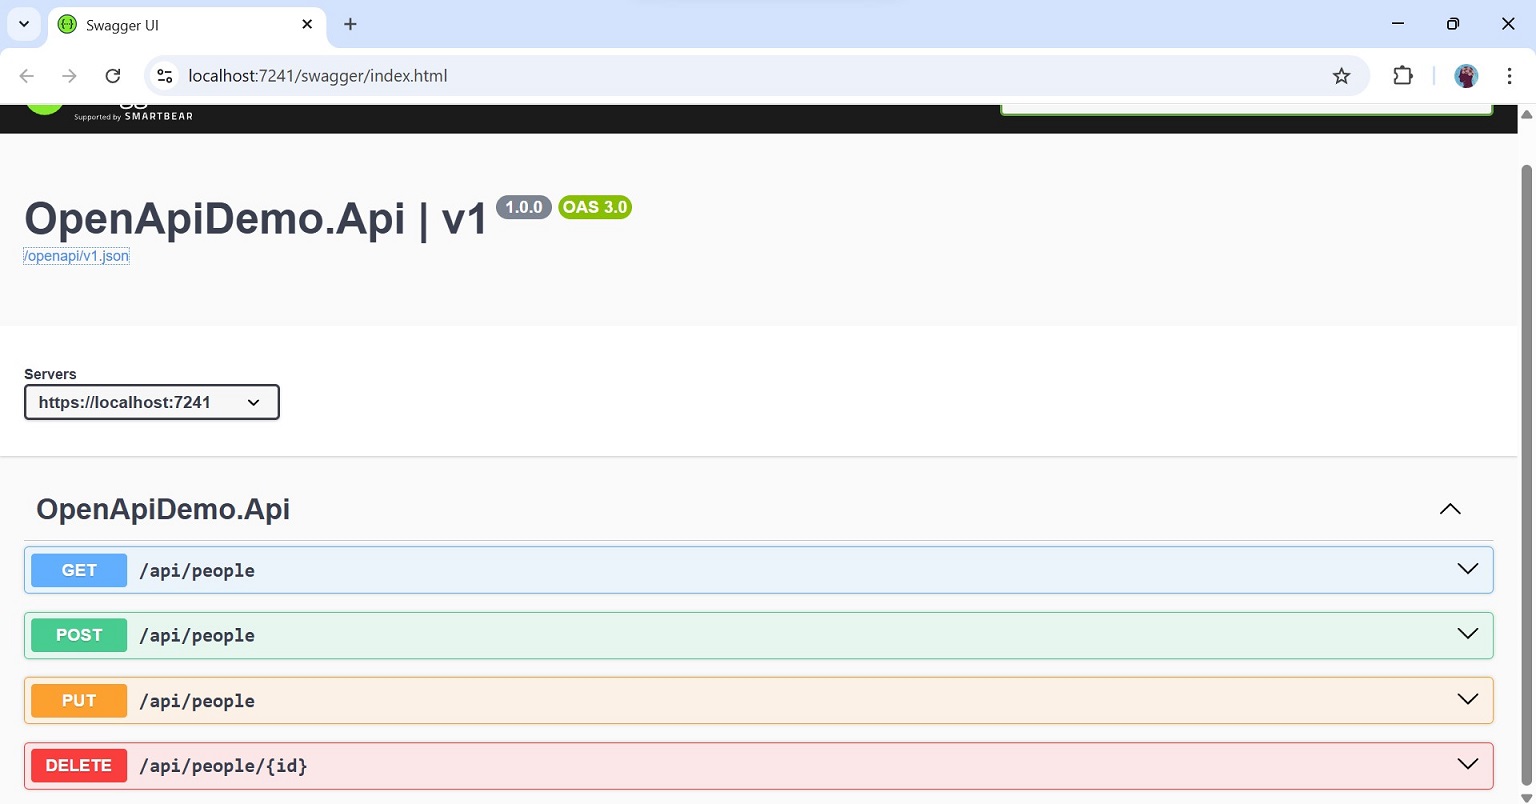 Swagger UI
localhost:7241/swagger/index.html
Supported by SMARTBEAR
OpenApiDemo.Api | v1 1.0.0 OAS 3.0
/openapi/v1.json
Servers
https://localhost:7241
OpenApiDemo.Api
GET /api/people
POST /api/people
PUT /api/people
DELETE /api/people/{id}